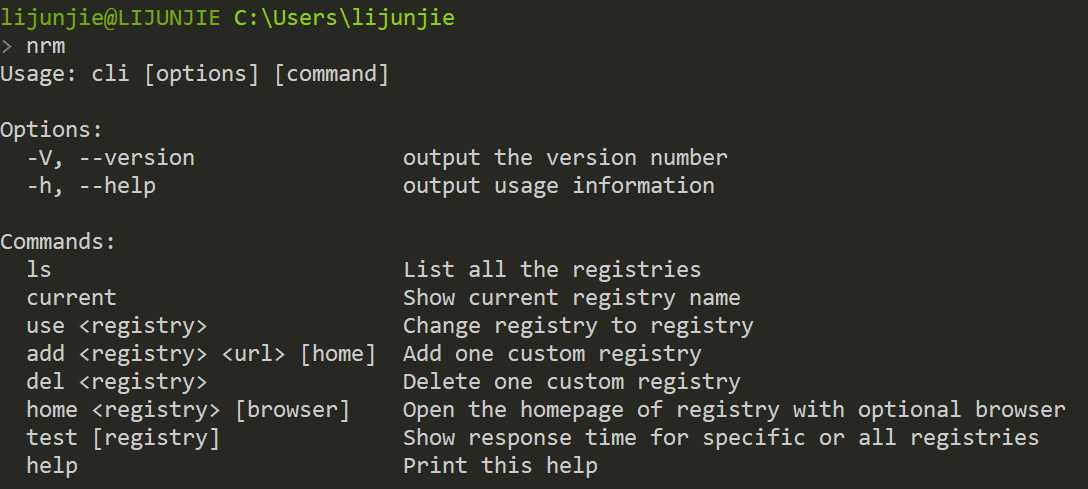 lijunjie@LIJUNJIE C:\Users\lijunjie
> nrm
Usage: cli [options] [command]

Options:
  -V, --version                output the version number
  -h, --help                   output usage information

Commands:
  ls                           List all the registries
  current                      Show current registry name
  use <registry>               Change registry to registry
  add <registry> <url> [home]  Add one custom registry
  del <registry>               Delete one custom registry
  home <registry> [browser]    Open the homepage of registry with optional browser
  test [registry]              Show response time for specific or all registries
  help                         Print this help